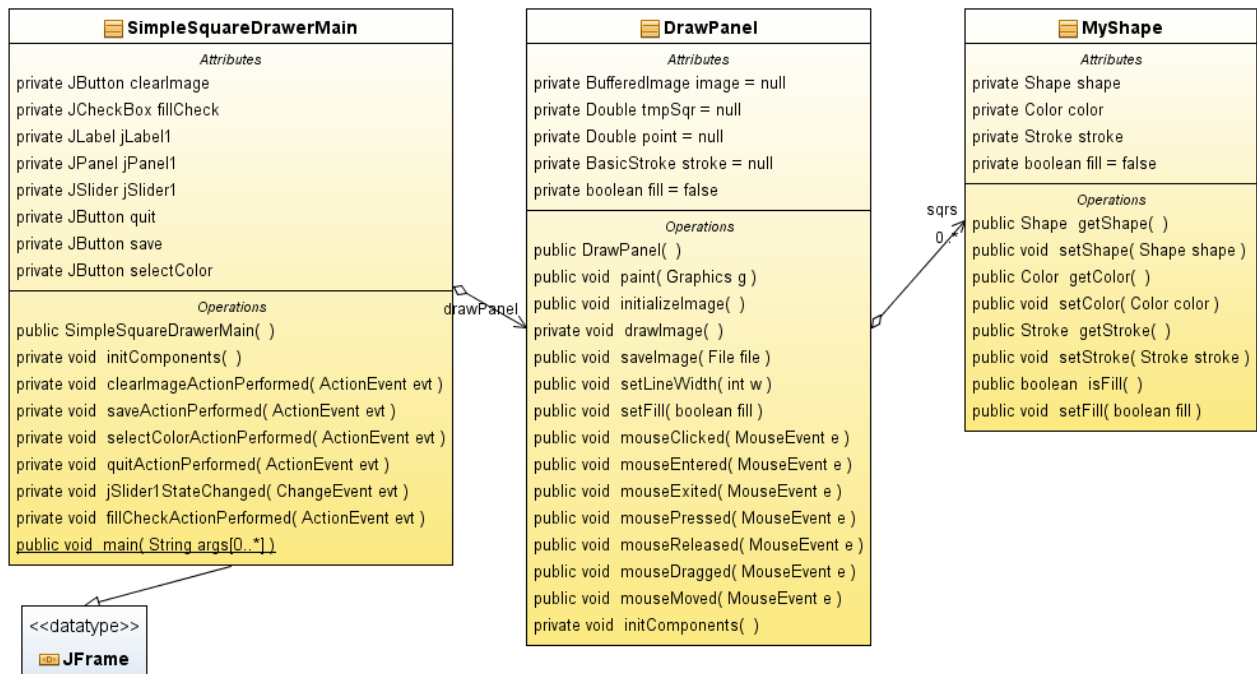 SimpleSquareDrawerMain
Attributes
private JButton clearImage
private JCheckBox fillCheck
private JLabel jLabel1
private JPanel jPanel1
private JSlider jSlider1
private JButton quit
private JButton save
private JButton selectColor
Operations
public SimpleSquareDrawerMain( )
private void initComponents( )
private void clearImageActionPerformed( ActionEvent evt )
private void saveActionPerformed( ActionEvent evt )
private void selectColorActionPerformed( ActionEvent evt )
private void quitActionPerformed( ActionEvent evt )
private void jSlider1StateChanged( ChangeEvent evt )
private void fillCheckActionPerformed( ActionEvent evt )
public void main( String args[0..*] )
<<datatype>>
JFrame
drawPanel
DrawPanel
Attributes
private BufferedImage image = null
private Double tmpSqr = null
private Double point = null
private BasicStroke stroke = null
private boolean fill = false
Operations
public DrawPanel( )
public void paint( Graphics g )
public void initializeImage( )
private void drawImage( )
public void saveImage( File file )
public void setLineWidth( int w )
public void setFill( boolean fill )
public void mouseClicked( MouseEvent e )
public void mouseEntered( MouseEvent e )
public void mouseExited( MouseEvent e )
public void mousePressed( MouseEvent e )
public void mouseReleased( MouseEvent e )
public void mouseDragged( MouseEvent e )
public void mouseMoved( MouseEvent e )
private void initComponents( )
sqrs
0..*
MyShape
Attributes
private Shape shape
private Color color
private Stroke stroke
private boolean fill = false
Operations
public Shape getShape( )
public void setShape( Shape shape )
public Color getColor( )
public void setColor( Color color )
public Stroke getStroke( )
public void setStroke( Stroke stroke )
public boolean isFill( )
public void setFill( boolean fill )